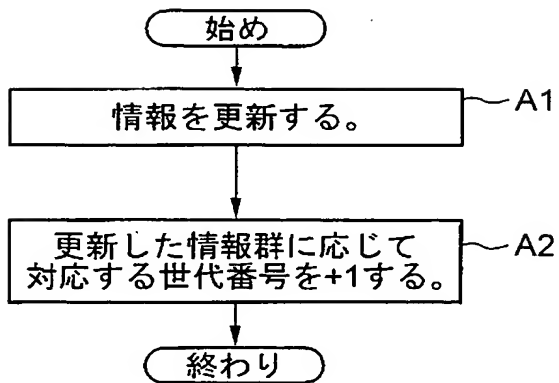 始め
情報を更新する。
A1
更新した情報群に応じて
対応する世代番号を+1する。
A2
終わり